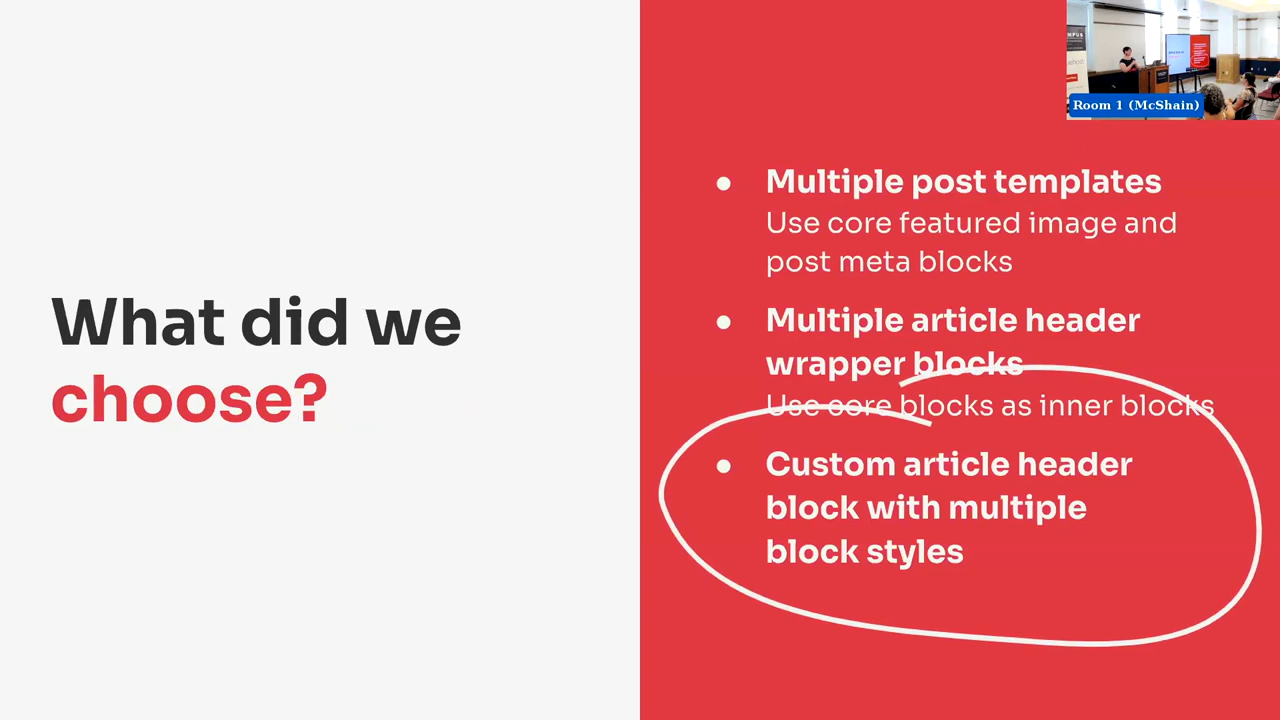 What did we
choose?
Room 1 (McShain)
● Multiple post templates
Use core featured image and
post meta blocks
● Multiple article header
wrapper blocks
Use core blocks as inner blocks
● Custom article header
block with multiple
block styles